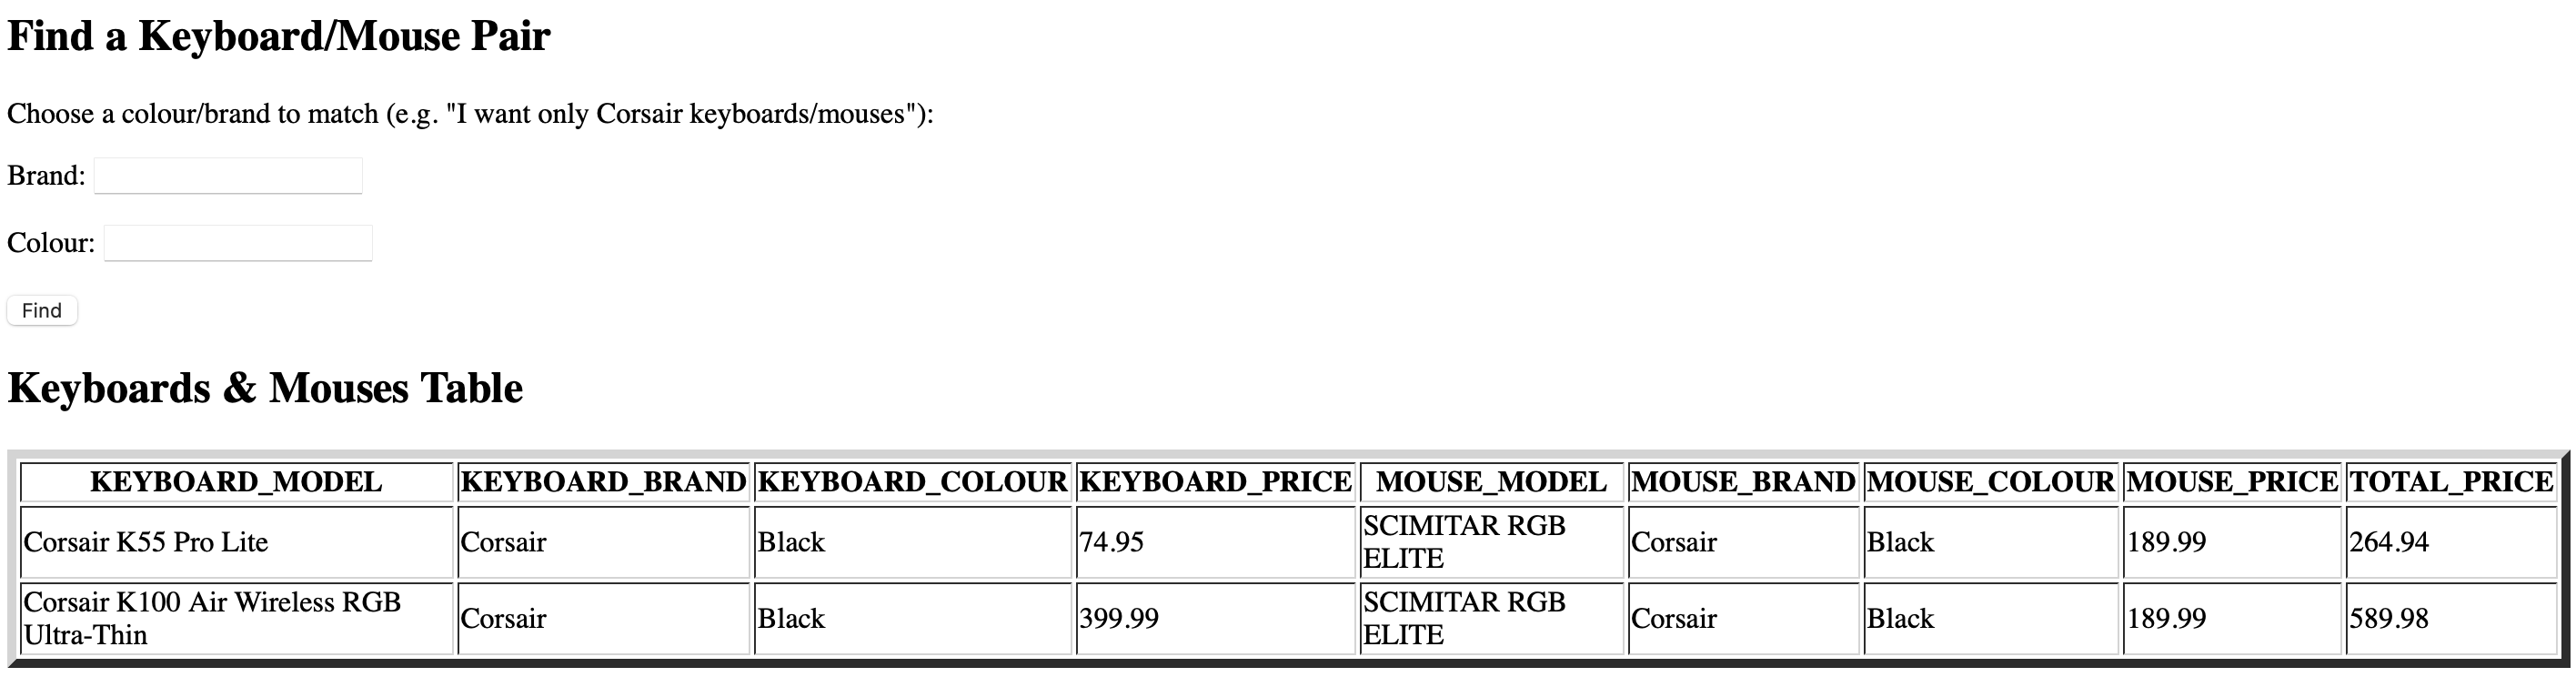 Find a Keyboard/Mouse Pair
Choose a colour/brand to match (e.g. "I want only Corsair keyboards/mouses"):
Brand:
Colour:
Find
Keyboards & Mouses Table
KEYBOARD_MODEL KEYBOARD_BRAND KEYBOARD_COLOUR KEYBOARD_PRICE MOUSE_MODEL MOUSE_BRAND MOUSE_COLOUR MOUSE_PRICE TOTAL_PRICE
Corsair K55 Pro Lite Corsair Black 74.95 SCIMITAR RGB ELITE Corsair Black 189.99 264.94
Corsair K100 Air Wireless RGB Ultra-Thin Corsair Black 399.99 SCIMITAR RGB ELITE Corsair Black 189.99 589.98